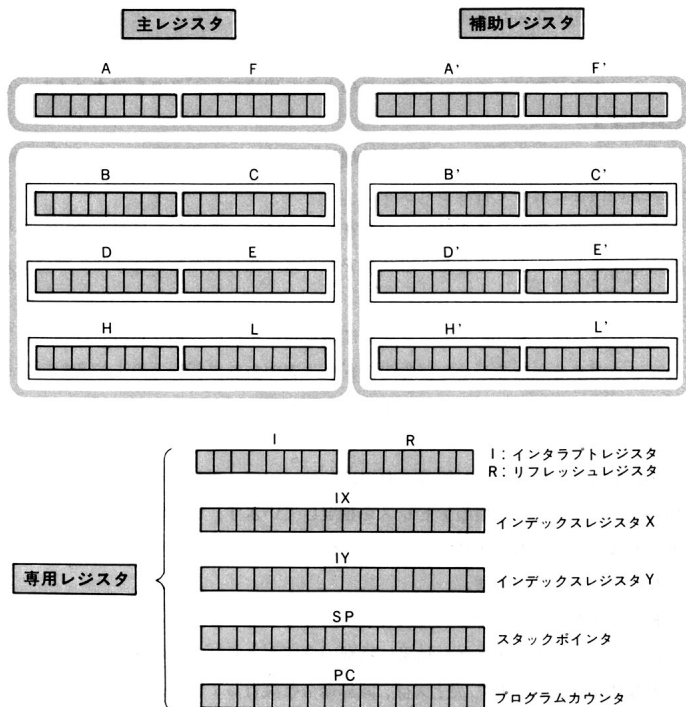 主レジスタ 補助レジスタ
A F A' F'
B C B' C'
D E D' E'
H L H' L'
I R
I：インタラプトレジスタ
R：リフレッシュレジスタ
IX
インデックスレジスタX
IY
専用レジスタ
インデックスレジスタY
SP
スタックポインタ
PC
プログラムカウンタ